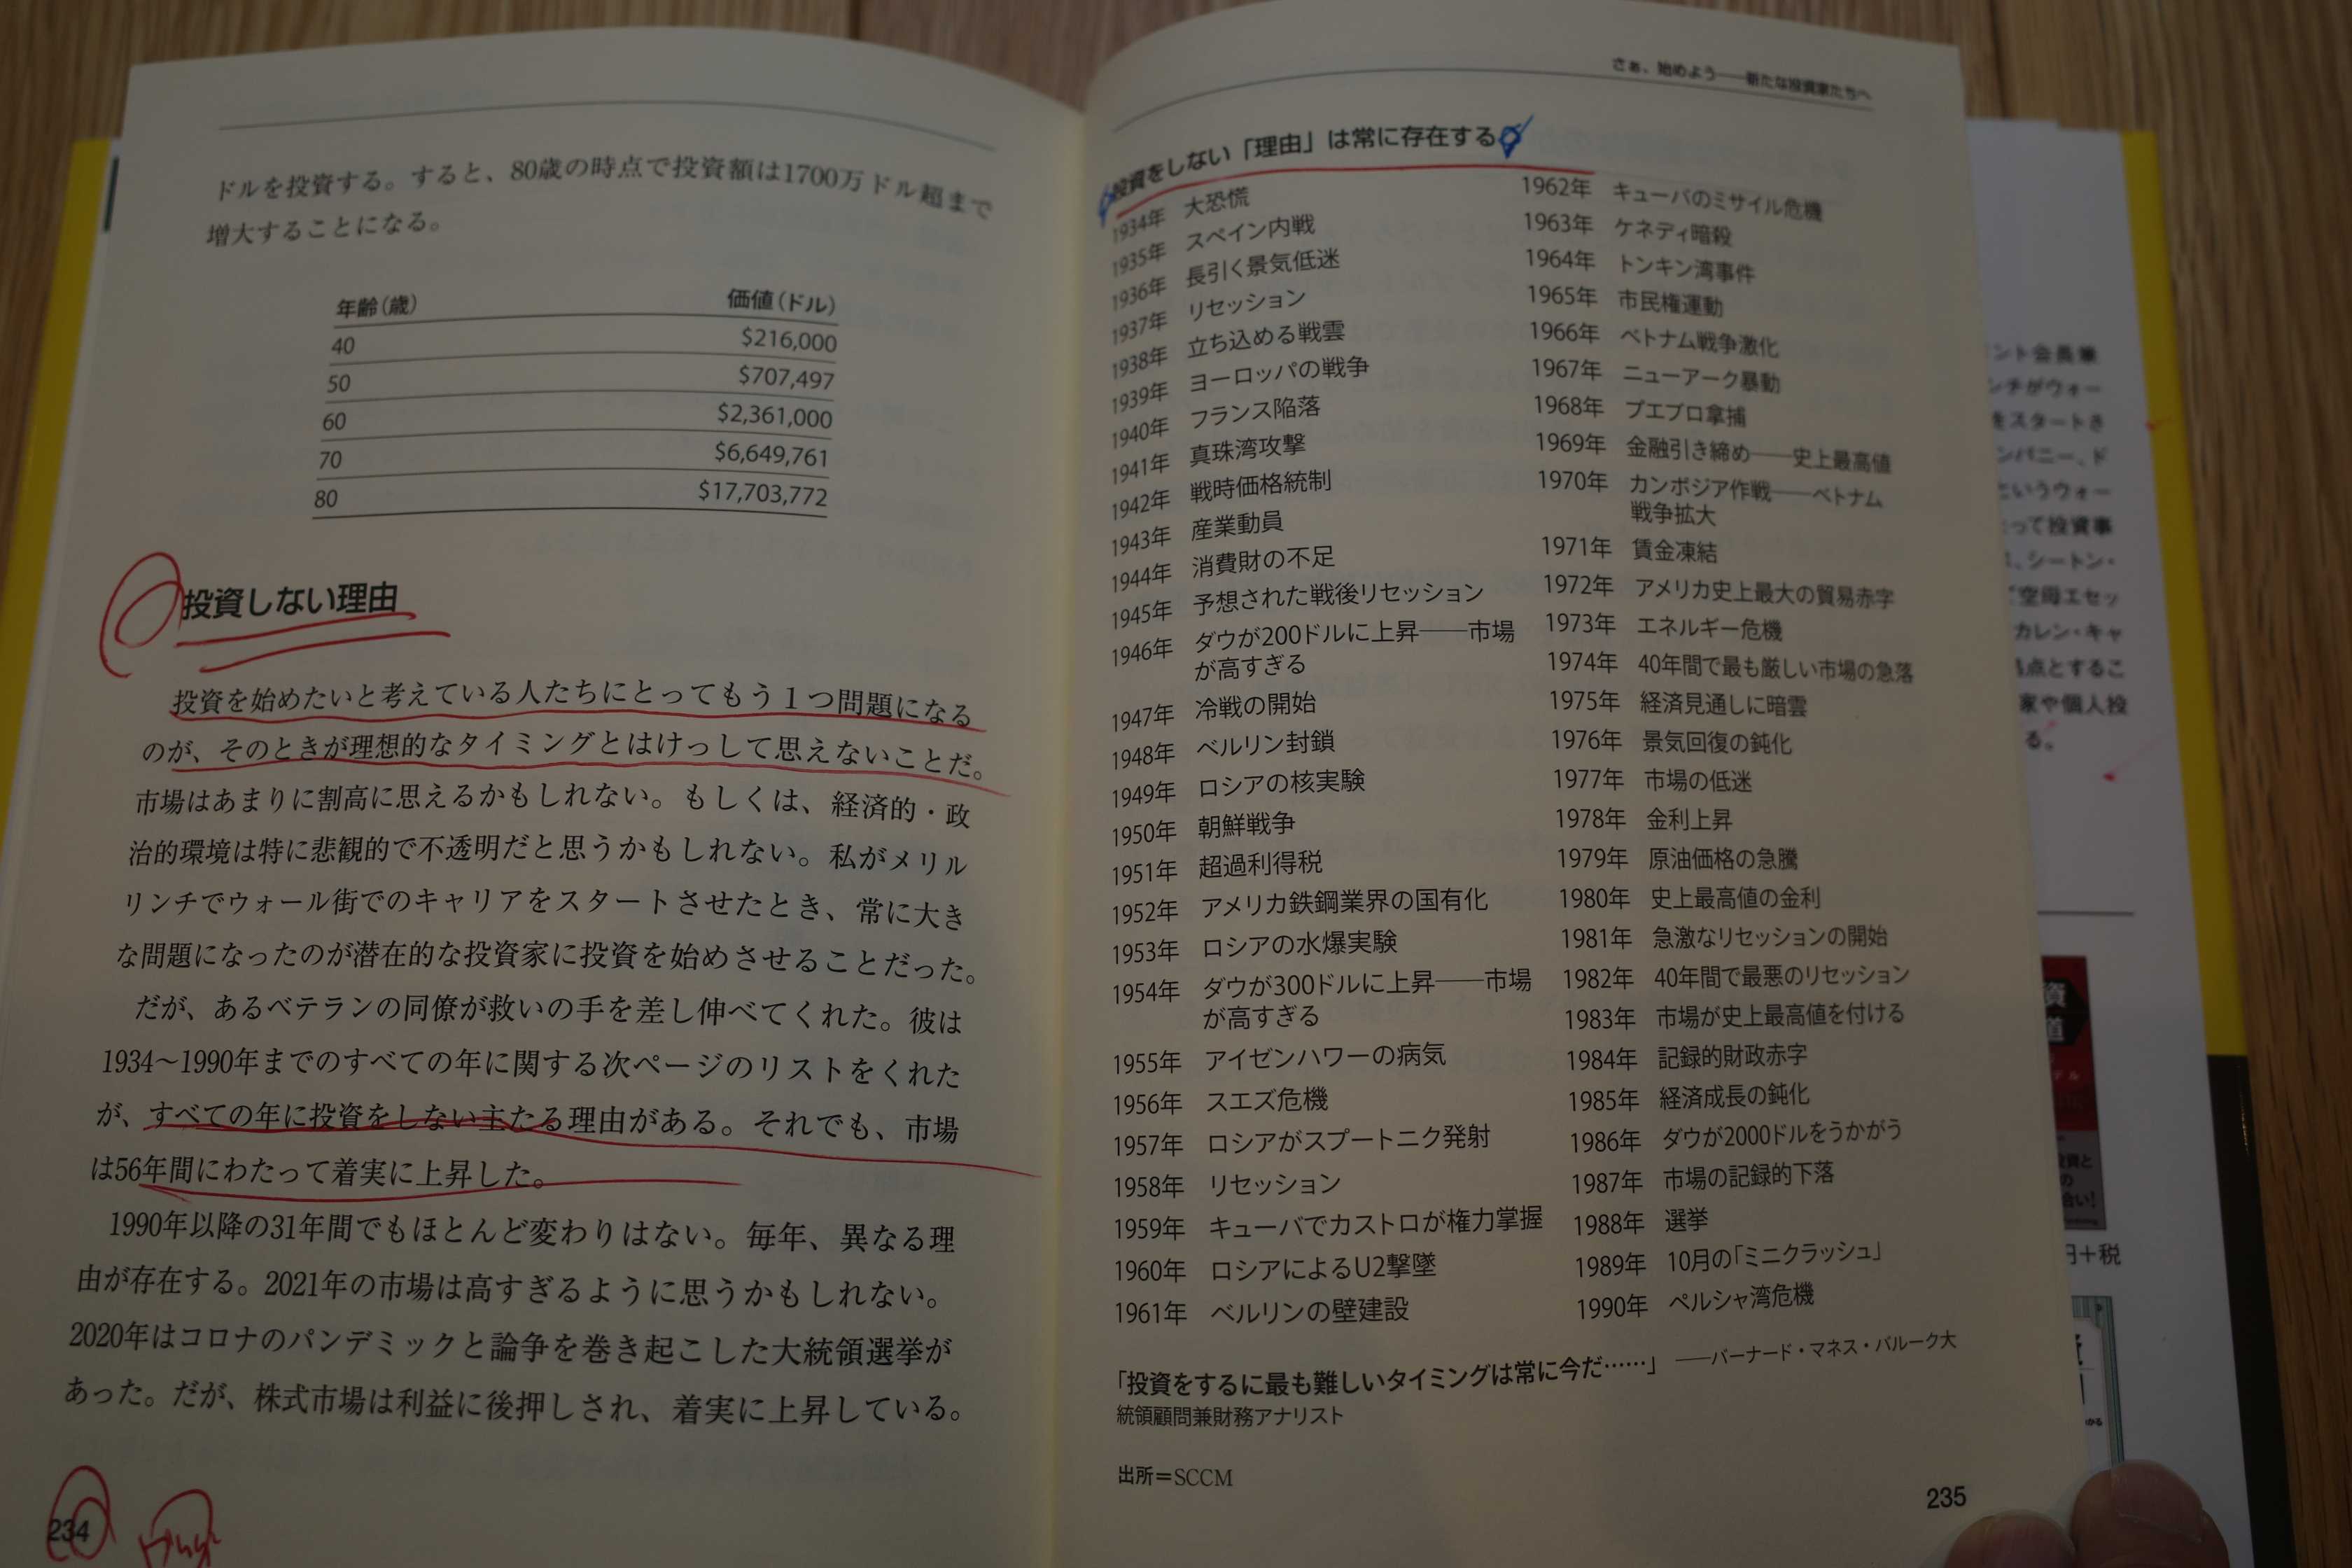 ドルを投資する。すると、80歳の時点で投資額は1700万ドル超まで
増大することになる。
年齢(歳) 価値(ドル)
40 $216,000
50 $707,497
60 $2,361,000
70 $6,649,761
80 $17,703,772
投資しない理由
投資を始めたいと考えている人たちにとってもう1つ問題になる
のが、そのときが理想的なタイミングとはけっして思えないことだ。
市場はあまりに割高に思えるかもしれない。もしくは、経済的・政
治的環境は特に悲観的で不透明だと思うかもしれない。私がメリル
リンチでウォール街でのキャリアをスタートさせたとき、常に大き
な問題になったのが潜在的な投資家に投資を始めさせることだった。
だが、あるベテランの同僚が救いの手を差し伸べてくれた。彼は
1934〜1990年までのすべての年に関する次ページのリストをくれた
が、すべての年に投資をしない主たる理由がある。それでも、市場
は56年間にわたって着実に上昇した。
1990年以降の31年間でもほとんど変わりはない。毎年、異なる理
由が存在する。2021年の市場は高すぎるように思うかもしれない。
2020年はコロナのパンデミックと論争を巻き起こした大統領選挙が
あった。だが、株式市場は利益に後押しされ、着実に上昇している。
234
さぁ、始めよう──新たな投資家たちへ
投資をしない「理由」は常に存在する
1934年 大恐慌
1935年 スペイン内戦
1936年 長引く景気低迷
1937年 リセッション
1938年 立ち込める戦雲
1939年 ヨーロッパの戦争
1940年 フランス陥落
1941年 真珠湾攻撃
1942年 戦時価格統制
1943年 産業動員
1944年 消費財の不足
1945年 予想された戦後リセッション
1946年 ダウが200ドルに上昇──市場
が高すぎる
1947年 冷戦の開始
1948年 ベルリン封鎖
1949年 ロシアの核実験
1950年 朝鮮戦争
1951年 超過利得税
1952年 アメリカ鉄鋼業界の国有化
1953年 ロシアの水爆実験
1954年 ダウが300ドルに上昇──市場
が高すぎる
1955年 アイゼンハワーの病気
1956年 スエズ危機
1957年 ロシアがスプートニク発射
1958年 リセッション
1959年 キューバでカストロが権力掌握
1960年 ロシアによるU2撃墜
1961年 ベルリンの壁建設
1962年 キューバのミサイル危機
1963年 ケネディ暗殺
1964年 トンキン湾事件
1965年 市民権運動
1966年 ベトナム戦争激化
1967年 ニューアーク暴動
1968年 プエブロ拿捕
1969年 金融引き締め──史上最高値
1970年 カンボジア作戦──ベトナム
戦争拡大
1971年 賃金凍結
1972年 アメリカ史上最大の貿易赤字
1973年 エネルギー危機
1974年 40年間で最も厳しい市場の急落
1975年 経済見通しに暗雲
1976年 景気回復の鈍化
1977年 市場の低迷
1978年 金利上昇
1979年 原油価格の急騰
1980年 史上最高値の金利
1981年 急激なリセッションの開始
1982年 40年間で最悪のリセッション
1983年 市場が史上最高値を付ける
1984年 記録的財政赤字
1985年 経済成長の鈍化
1986年 ダウが2000ドルをうかがう
1987年 市場の記録的下落
1988年 選挙
1989年 10月の「ミニクラッシュ」
1990年 ペルシャ湾危機
「投資をするに最も難しいタイミングは常に今だ……」 ──バーナード・マネス・バルーク大
統領顧問兼財務アナリスト
出所＝SCCM
235
ント会長兼
ンチがウォー
をスタートさ
ンパニー、ド
というウォー
って投資事
、シートン・
空母エセッ
カレン・キャ
点とするこ
家や個人投
る。
円+税